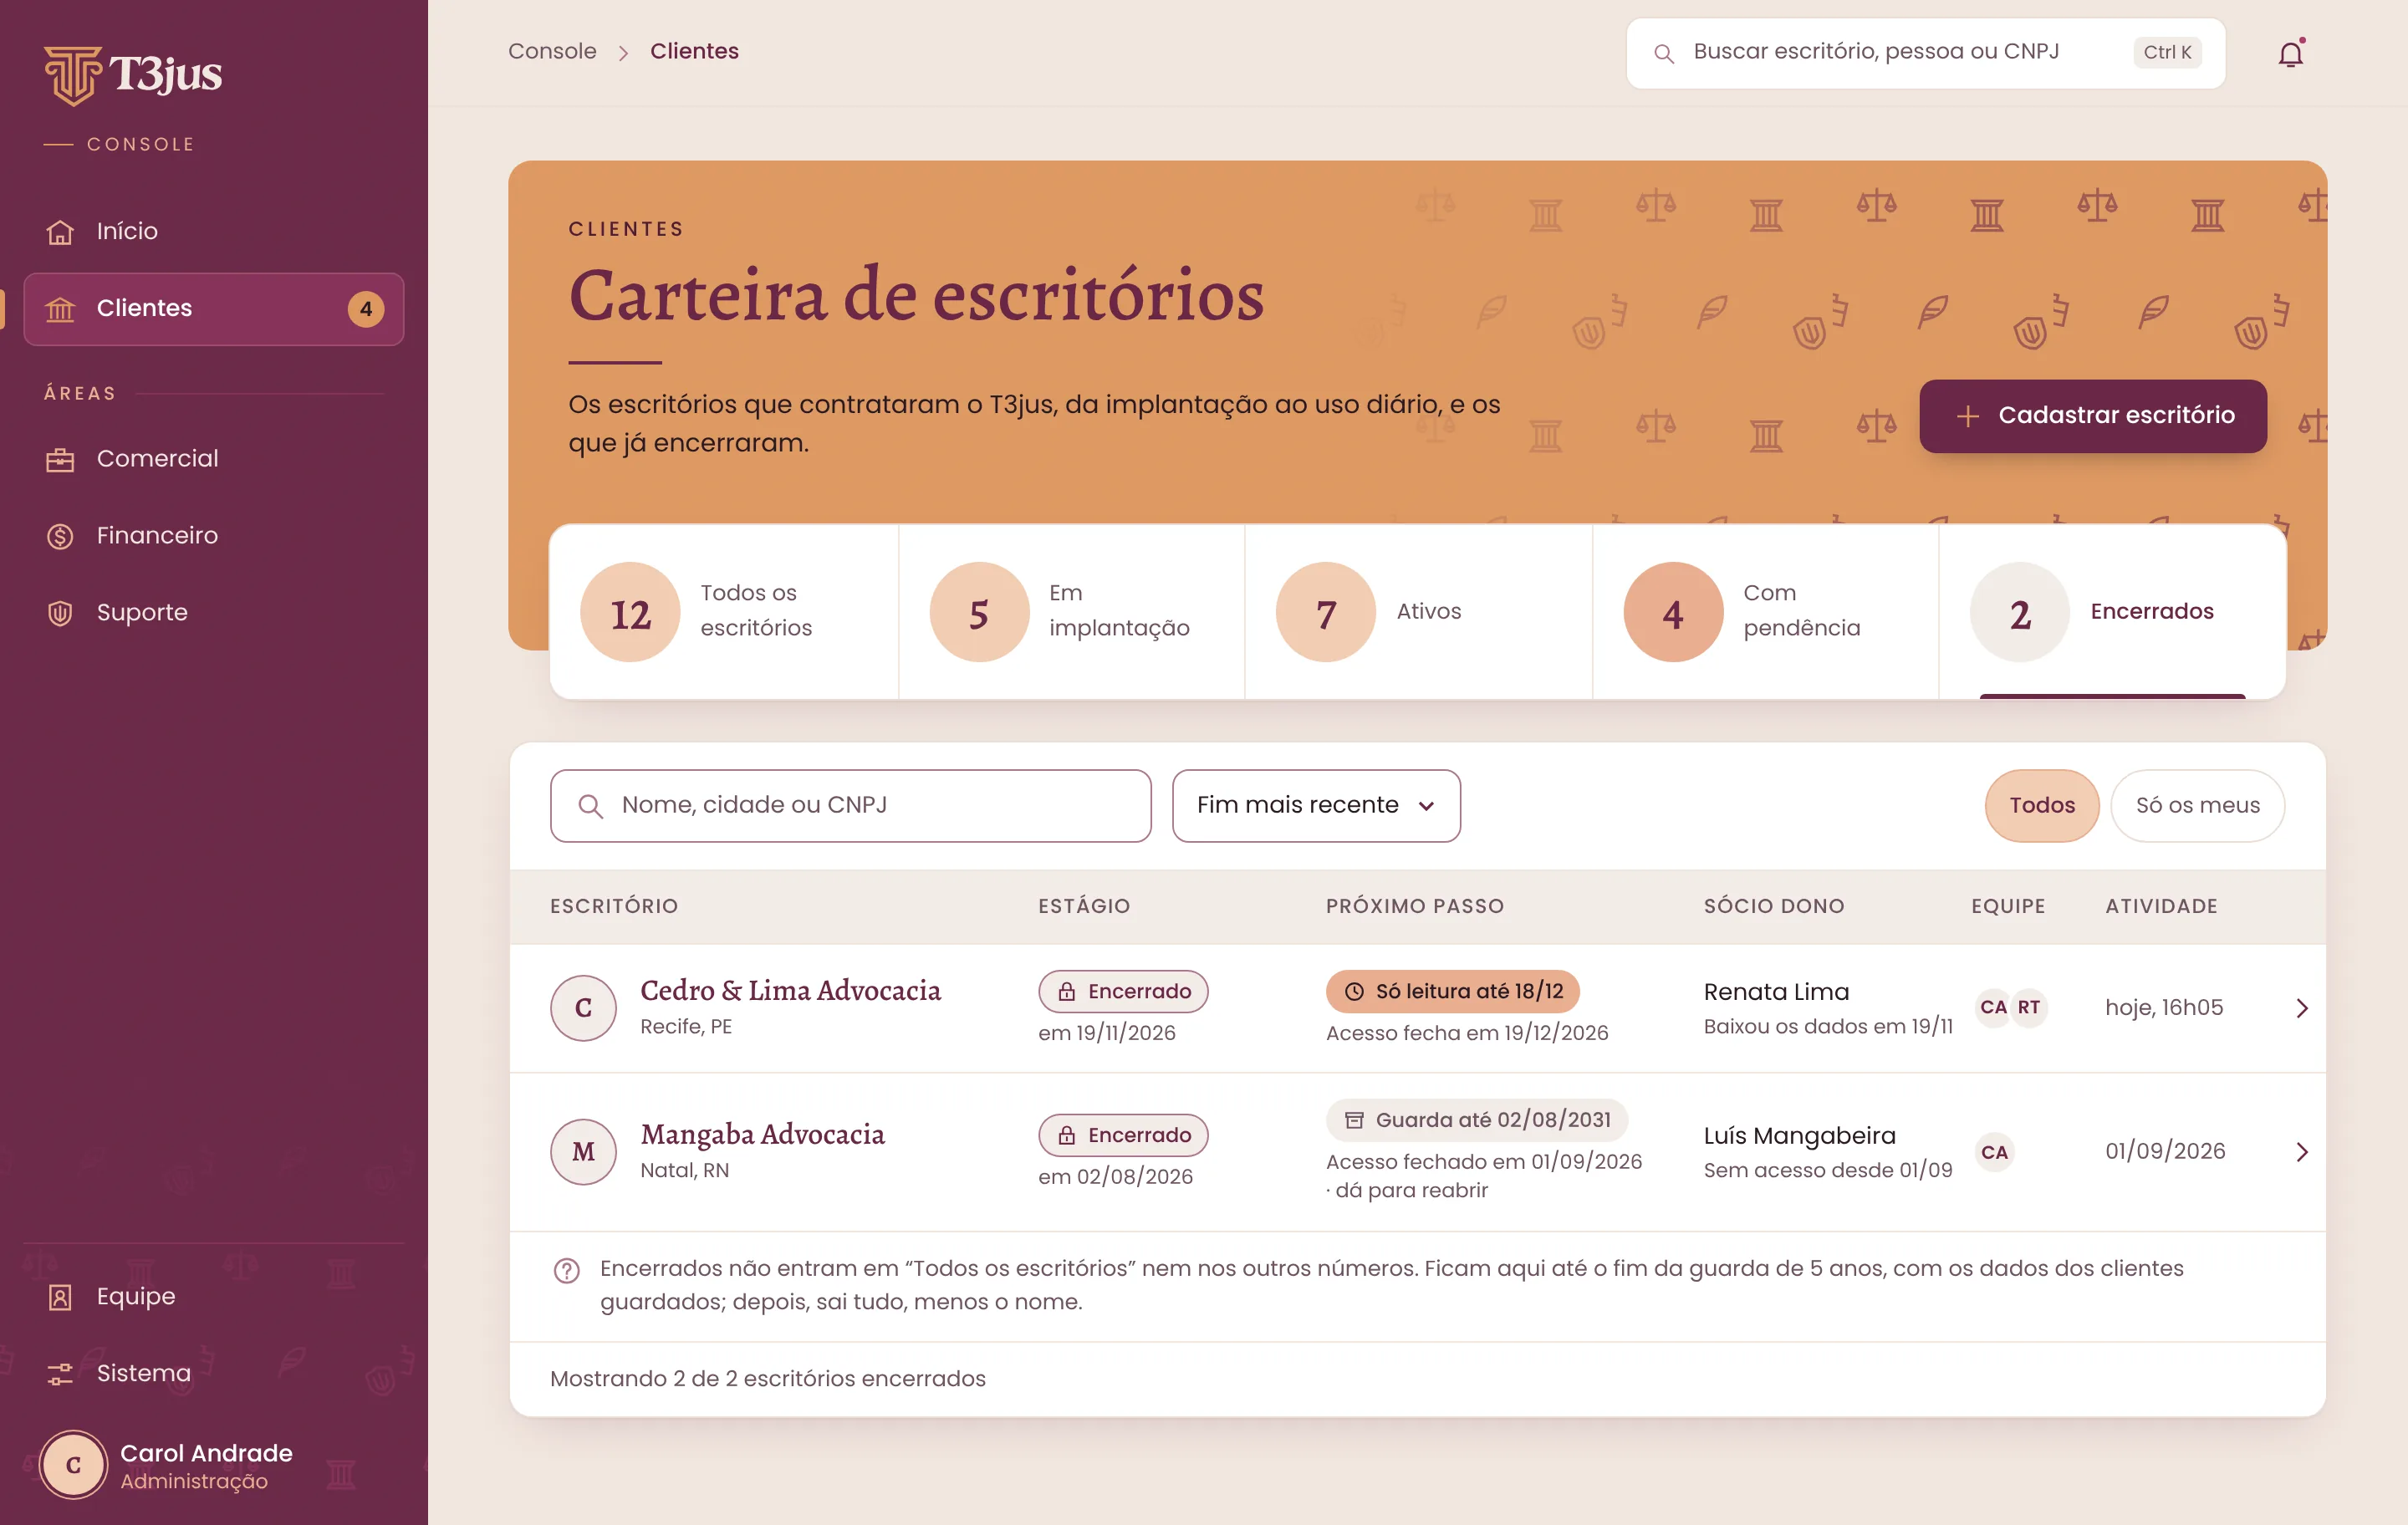 T3jus
CONSOLE
Início
Clientes
4
ÁREAS
Comercial
Financeiro
Suporte
Equipe
Sistema
C
Carol Andrade
Administração
Console
Clientes
Buscar escritório, pessoa ou CNPJ
Ctrl K
CLIENTES
Carteira de escritórios
Os escritórios que contrataram o T3jus, da implantação ao uso diário, e os
que já encerraram.
Cadastrar escritório
12
Todos os
escritórios
5
Em
implantação
7
Ativos
4
Com
pendência
2
Encerrados
Nome, cidade ou CNPJ
Fim mais recente
Todos
Só os meus
ESCRITÓRIO
ESTÁGIO
PRÓXIMO PASSO
SÓCIO DONO
EQUIPE
ATIVIDADE
C
Cedro & Lima Advocacia
Recife, PE
Encerrado
em 19/11/2026
Só leitura até 18/12
Acesso fecha em 19/12/2026
Renata Lima
Baixou os dados em 19/11
CA
RT
hoje, 16h05
M
Mangaba Advocacia
Natal, RN
Encerrado
em 02/08/2026
Guarda até 02/08/2031
Acesso fechado em 01/09/2026
· dá para reabrir
Luís Mangabeira
Sem acesso desde 01/09
CA
01/09/2026
Encerrados não entram em “Todos os escritórios” nem nos outros números. Ficam aqui até o fim da guarda de 5 anos, com os dados dos clientes
guardados; depois, sai tudo, menos o nome.
Mostrando 2 de 2 escritórios encerrados